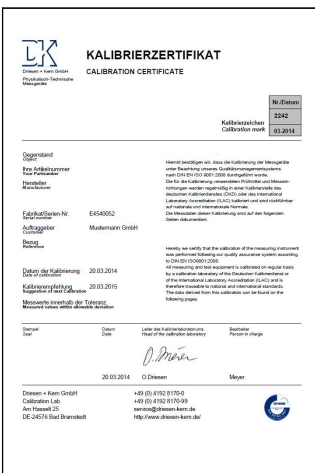 DK
Driesen + Kern GmbH
Physikalisch-Technische
Messgeräte
KALIBRIERZERTIFIKAT
CALIBRATION CERTIFICATE
Nr./Datum
2242
Kalibrierzeichen
Calibration mark
03-2014
Gegenstand
Object
Ihre Artikelnummer
Your Partnumber
Hersteller
Manufacturer
Fabrikat/Serien-Nr.
Serial number
E4540052
Auftraggeber
Customer
Mustermann GmbH
Bezug
Reference
Datum der Kalibrierung
Date of calibration
20.03.2014
Kalibrierempfehlung
Suggestion of next Calibration
20.03.2015
Messwerte innerhalb der Toleranz
Measured values within allowable deviation
Hiermit bestätigen wir, dass die Kalibrierung der Messgeräte
unter Beachtung unseres Qualitätsmanagementsystems
nach DIN EN ISO 9001:2008 durchgeführt wurde.
Die für die Kalibrierung verwendeten Prüfmittel und Messein-
richtungen werden regelmäßig in einer Kalibrierstelle des
deutschen Kalibrierdienstes (DKD) oder des International
Laboratory Accreditation (ILAC) kalibriert und sind rückführbar
auf nationale und internationale Normale.
Die Messdaten dieser Kalibrierung sind auf den folgenden
Seiten dokumentiert.
Hereby we certify that the calibration of the measuring instrument
was performed following our quality assurance system according
to DIN EN ISO9001:2008.
All measuring and test equipment is calibrated on regular basis
by a calibration laboratory of the Deutschen Kalibrierdienst or
of the International Laboratory Accreditation (ILAC) and is
therefore traceable to national and international standards.
The data derived from this calibration can be found on the
following pages.
Stempel
Seal
Datum
Date
Leiter des Kalibrierlaboratoriums
Head of the calibration laboratory
Bearbeiter
Person in charge
20.03.2014
O.Driesen
Meyer
Driesen + Kern GmbH
Calibration Lab
Am Hasselt 25
DE-24576 Bad Bramstedt
+49 (0) 4192 8170-0
+49 (0) 4192 8170-99
service@driesen-kern.de
http://www.driesen-kern.de/